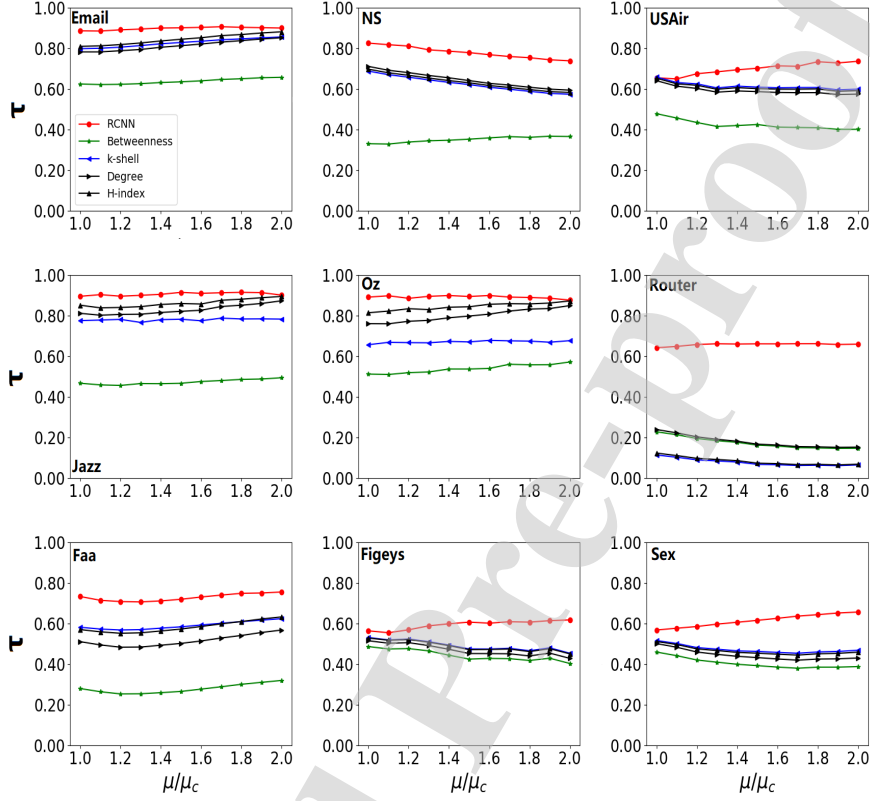 Email
NS
USAir
1.00 1.00 1.00
0.80 0.80 0.80
0.60 0.60 0.60
τ
0.40 0.40 0.40
0.20 0.20 0.20
0.00 0.00 0.00
RCNN
Betweenness
k-shell
Degree
H-index
1.0 1.2 1.4 1.6 1.8 2.0 1.0 1.2 1.4 1.6 1.8 2.0 1.0 1.2 1.4 1.6 1.8 2.0
Jazz
Oz
Router
1.00 1.00 1.00
0.80 0.80 0.80
0.60 0.60 0.60
τ
0.40 0.40 0.40
0.20 0.20 0.20
0.00 0.00 0.00
1.0 1.2 1.4 1.6 1.8 2.0 1.0 1.2 1.4 1.6 1.8 2.0 1.0 1.2 1.4 1.6 1.8 2.0
Faa
Figeys
Sex
1.00 1.00 1.00
0.80 0.80 0.80
0.60 0.60 0.60
τ
0.40 0.40 0.40
0.20 0.20 0.20
0.00 0.00 0.00
1.0 1.2 1.4 1.6 1.8 2.0 1.0 1.2 1.4 1.6 1.8 2.0 1.0 1.2 1.4 1.6 1.8 2.0
μ/μc μ/μc μ/μc
Pre-proof